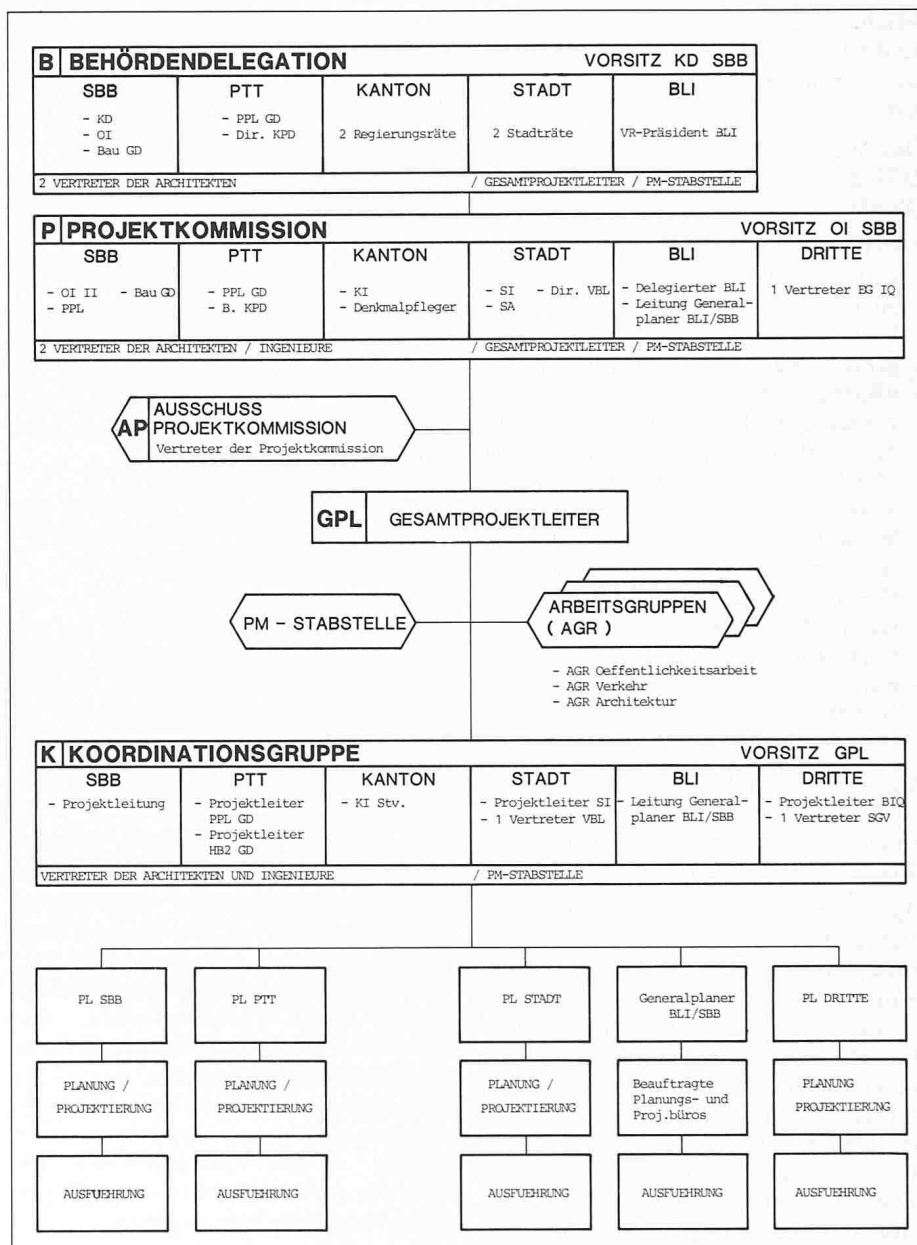 B BEHÖRDENDELEGATION VORSITZ KD SBB
SBB PTT KANTON STADT BLI
- KD
- OI
- Bau GD
- PPL GD
- Dir. KPD
2 Regierungsräte
2 Stadträte
VR-Präsident BLI
2 VERTRETER DER ARCHITEKTEN / GESAMTPROJEKTLEITER / PM-STABSTELLE
P PROJEKTKOMMISSION VORSITZ OI SBB
SBB PTT KANTON STADT BLI DRITTE
- OI II - Bau GD
- PPL
- PPL GD
- B. KPD
- KI
- Denkmalpfleger
- SI - Dir. VBL
- SA
- Delegierter BLI
- Leitung General-
planer BLI/SBB
1 Vertreter EG IQ
2 VERTRETER DER ARCHITEKTEN / INGENIEURE / GESAMTPROJEKTLEITER / PM-STABSTELLE
AP AUSSCHUSS
PROJEKTKOMMISSION
Vertreter der Projektkommission
GPL GESAMTPROJEKTLEITER
PM - STABSTELLE
ARBEITSGRUPPEN
( AGR )
- AGR Oeffentlichkeitsarbeit
- AGR Verkehr
- AGR Architektur
K KOORDINATIONSGRUPPE VORSITZ GPL
SBB PTT KANTON STADT BLI DRITTE
- Projektleitung
- Projektleiter
PPL GD
- Projektleiter
HB2 GD
- KI Stv.
- Projektleiter SI
- 1 Vertreter VBL
- Leitung General-
planer BLI/SBB
- Projektleiter BIQ
- 1 Vertreter SGV
VERTRETER DER ARCHITEKTEN UND INGENIEURE / PM-STABSTELLE
PL SBB
PL PTT
PL STADT
Generalplaner
BLI/SBB
PL DRITTE
PLANUNG /
PROJEKTIERUNG
PLANUNG /
PROJEKTIERUNG
PLANUNG /
PROJEKTIERUNG
Beauftragte
Planungs- und
Proj.büros
PLANUNG
PROJEKTIERUNG
AUSFUEHRUNG
AUSFUEHRUNG
AUSFUEHRUNG
AUSFUEHRUNG
AUSFUEHRUNG